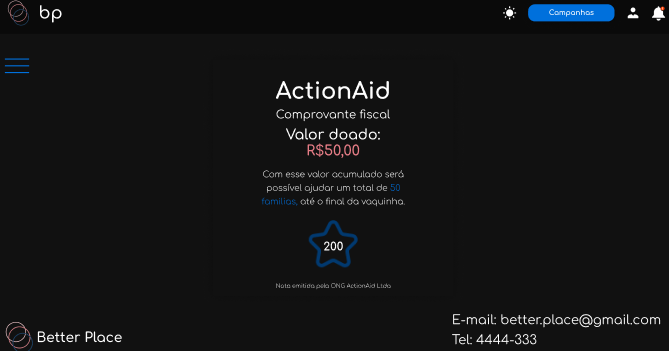 bp
Campanhas
ActionAid
Comprovante fiscal
Valor doado:
R$50,00
Com esse valor acumulado será
possível ajudar um total de 50
famílias, até o final da vaquinha.
200
Nota emitida pela ONG ActionAid Ltda
Better Place
E-mail: better.place@gmail.com
Tel: 4444-333